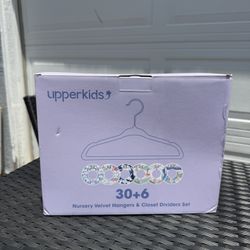 upperkids
30+6
Nursery Velvet Hangers & Closet Dividers Set